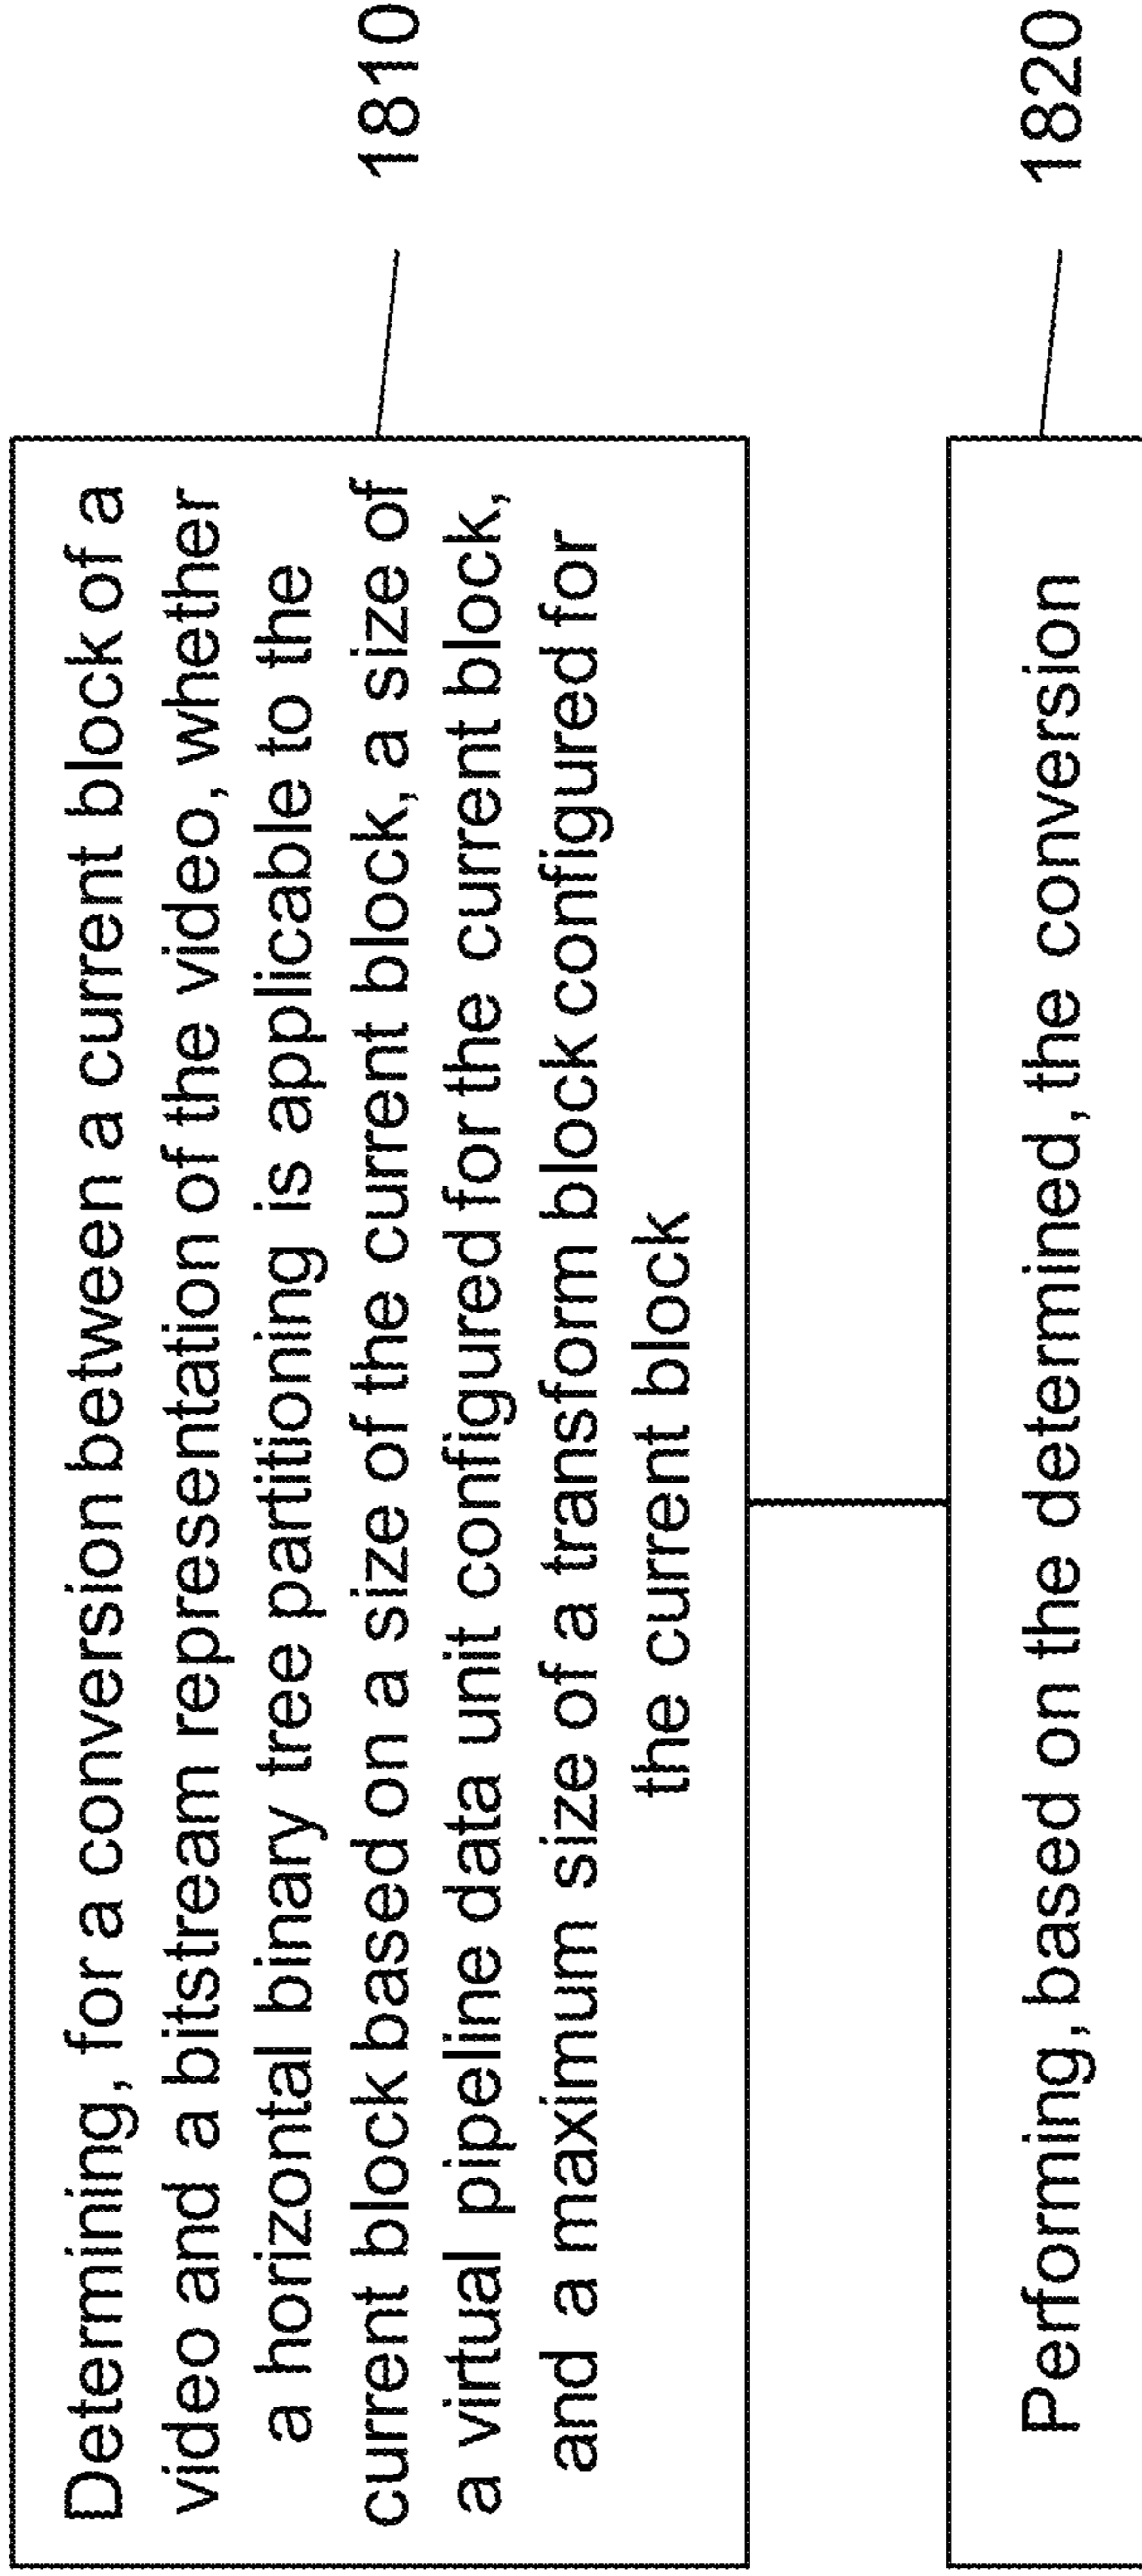 Determining, for a conversion between a current block of a
video and a bitstream representation of the video, whether
a horizontal binary tree partitioning is applicable to the
current block based on a size of the current block, a size of
a virtual pipeline data unit configured for the current block,
and a maximum size of a transform block configured for
the current block
1810
Performing, based on the determined, the conversion
1820